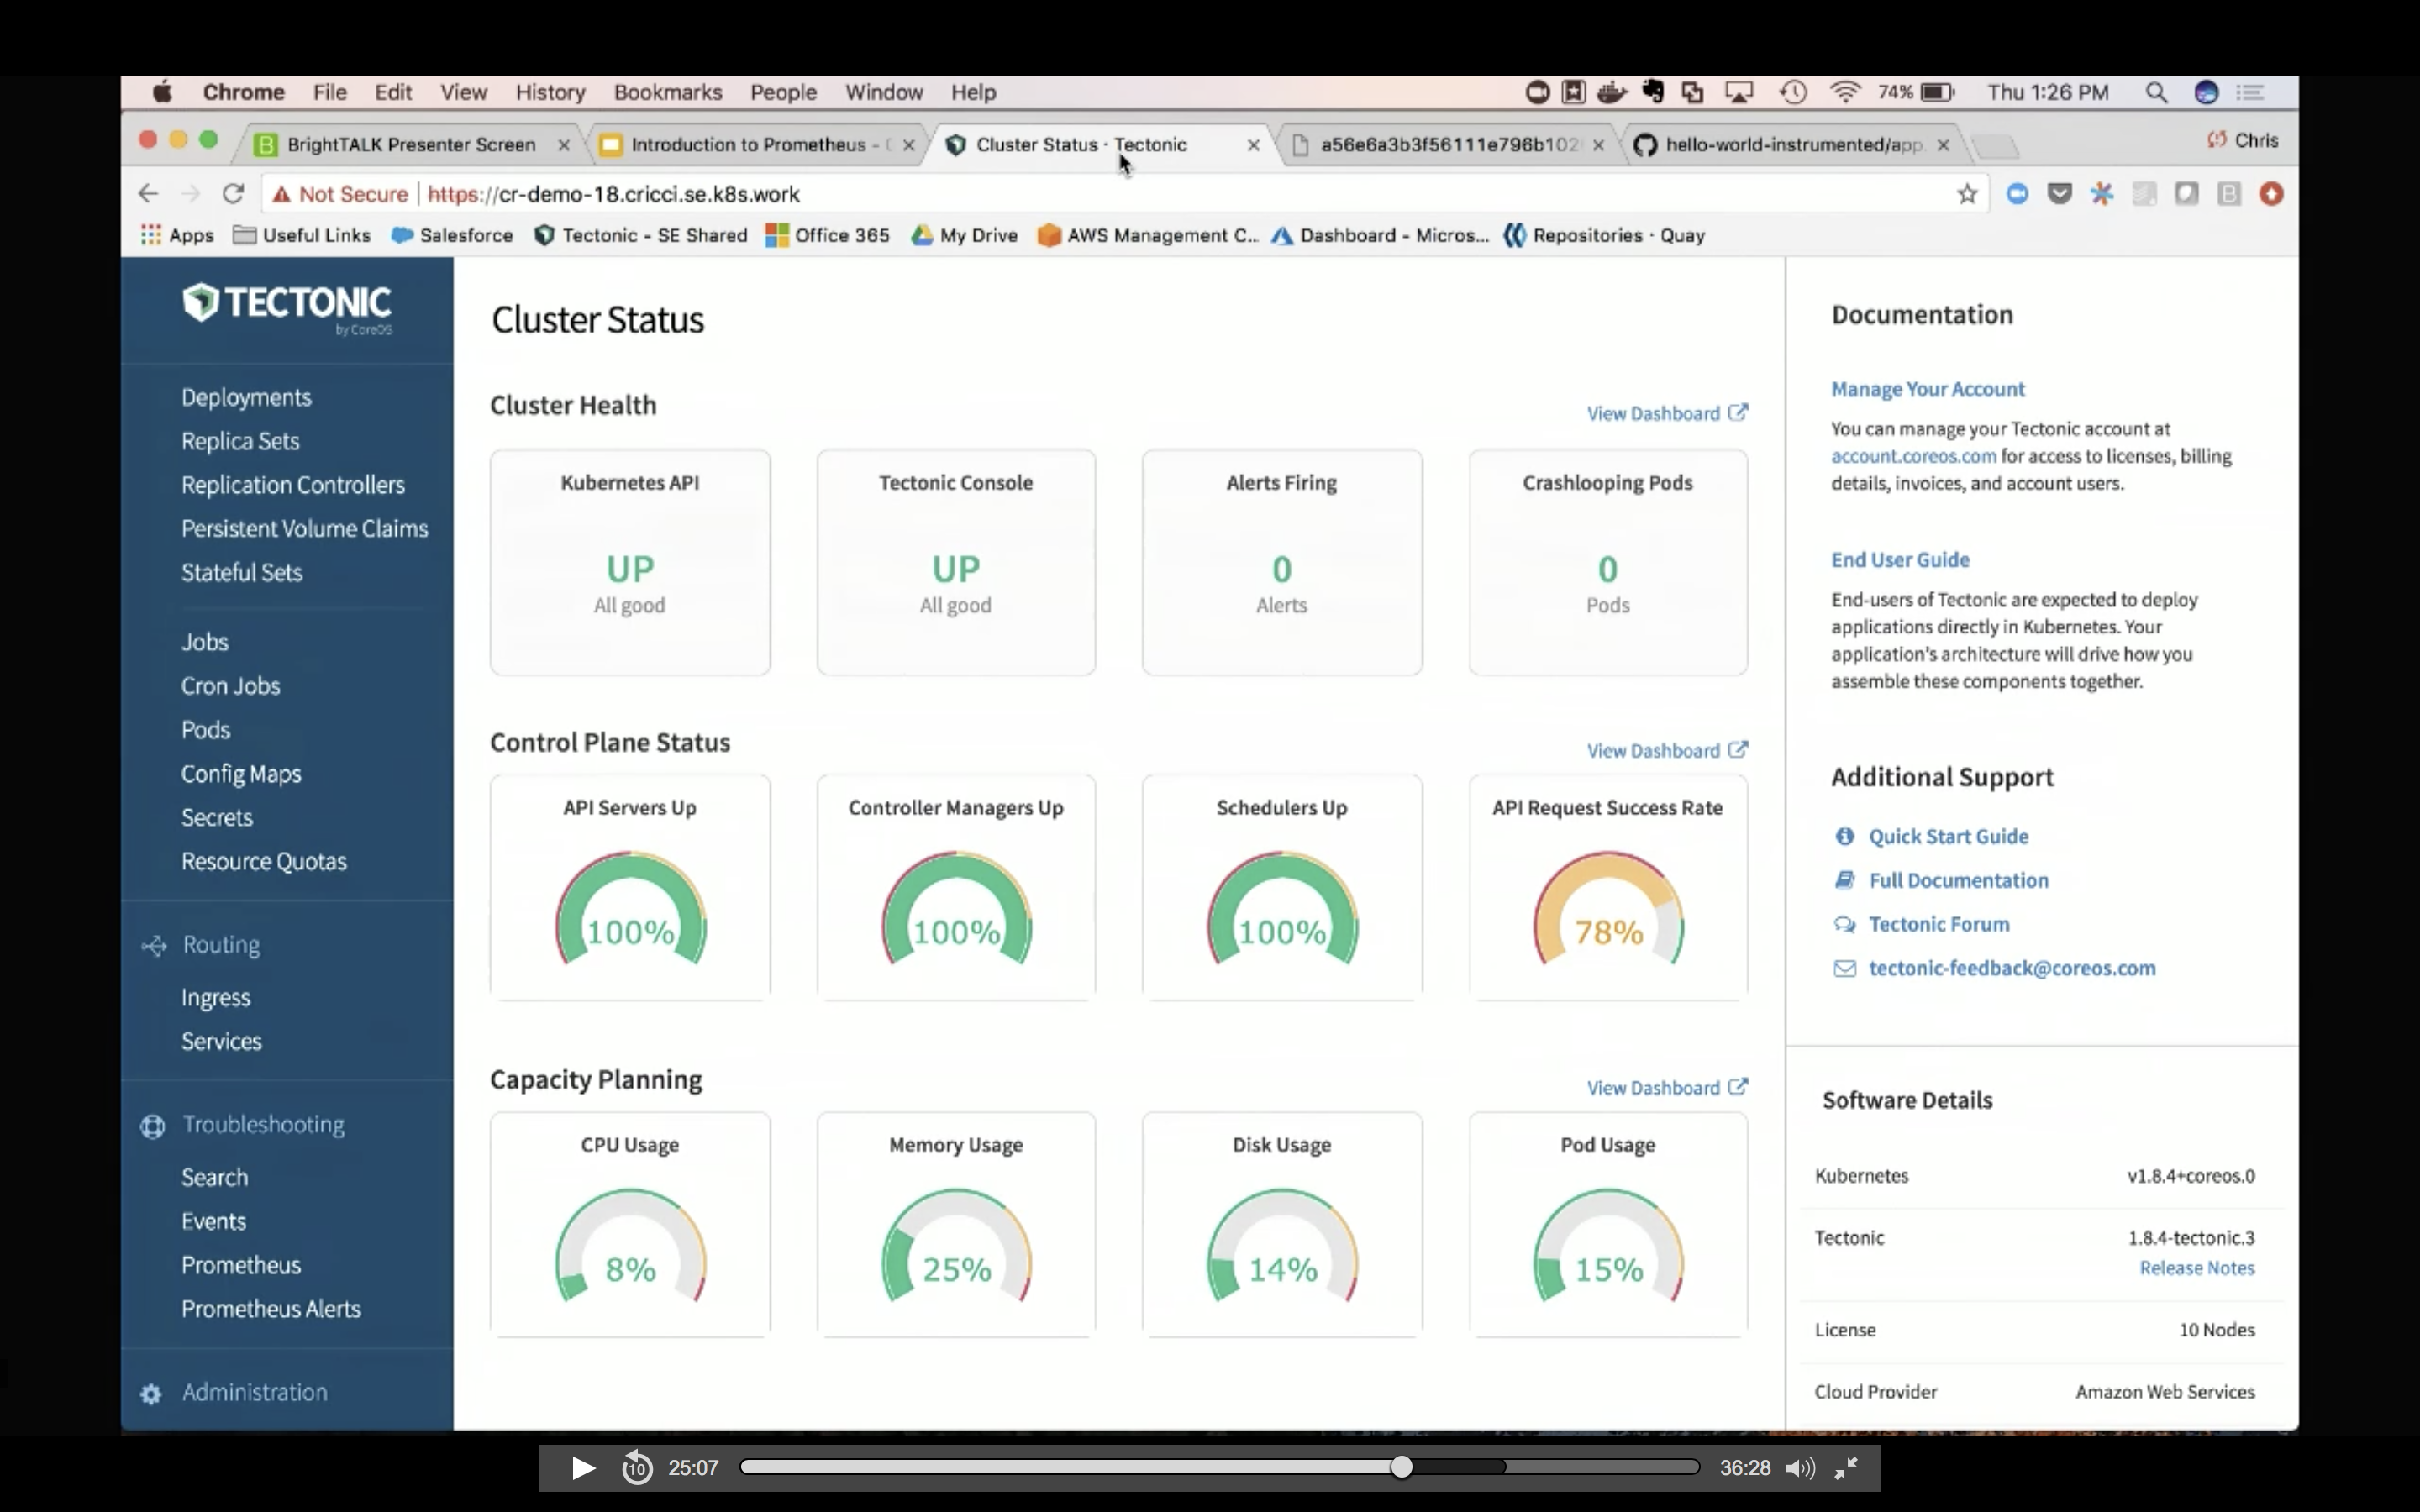 Chrome File Edit View History Bookmarks People Window Help 74% Thu 1:26 PM
BrightTALK Presenter Screen Introduction to Prometheus - Cluster Status · Tectonic a56e6a3b3f56111e796b102 hello-world-instrumented/app. Chris
Not Secure https://cr-demo-18.cricci.se.k8s.work
Apps Useful Links Salesforce Tectonic - SE Shared Office 365 My Drive AWS Management C... Dashboard - Micros... Repositories · Quay
TECTONIC
by CoreOS
Deployments
Replica Sets
Replication Controllers
Persistent Volume Claims
Stateful Sets
Jobs
Cron Jobs
Pods
Config Maps
Secrets
Resource Quotas
Routing
Ingress
Services
Troubleshooting
Search
Events
Prometheus
Prometheus Alerts
Administration
Cluster Status
Cluster Health View Dashboard
Kubernetes API Tectonic Console Alerts Firing Crashlooping Pods
UP UP 0 0
All good All good Alerts Pods
Control Plane Status View Dashboard
API Servers Up Controller Managers Up Schedulers Up API Request Success Rate
100% 100% 100% 78%
Capacity Planning View Dashboard
CPU Usage Memory Usage Disk Usage Pod Usage
8% 25% 14% 15%
Documentation
Manage Your Account
You can manage your Tectonic account at
account.coreos.com for access to licenses, billing
details, invoices, and account users.
End User Guide
End-users of Tectonic are expected to deploy
applications directly in Kubernetes. Your
application's architecture will drive how you
assemble these components together.
Additional Support
Quick Start Guide
Full Documentation
Tectonic Forum
tectonic-feedback@coreos.com
Software Details
Kubernetes v1.8.4+coreos.0
Tectonic 1.8.4-tectonic.3
Release Notes
License 10 Nodes
Cloud Provider Amazon Web Services
10 25:07 36:28